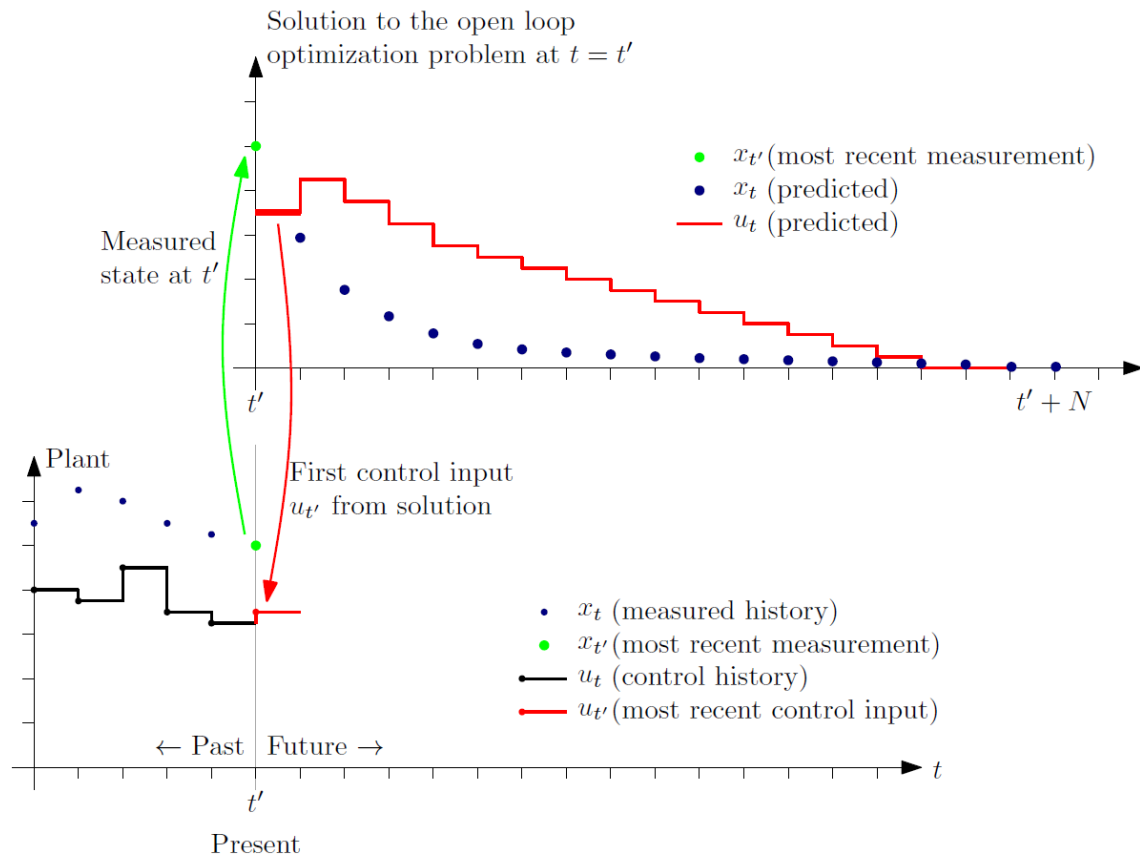 Solution to the open loop
optimization problem at t = t′
x_{t′}(most recent measurement)
x_t (predicted)
u_t (predicted)
Measured
state at t′
t′
t′ + N
Plant
First control input
u_{t′} from solution
x_t (measured history)
x_{t′}(most recent measurement)
u_t (control history)
u_{t′}(most recent control input)
← Past
Future →
t
t′
Present